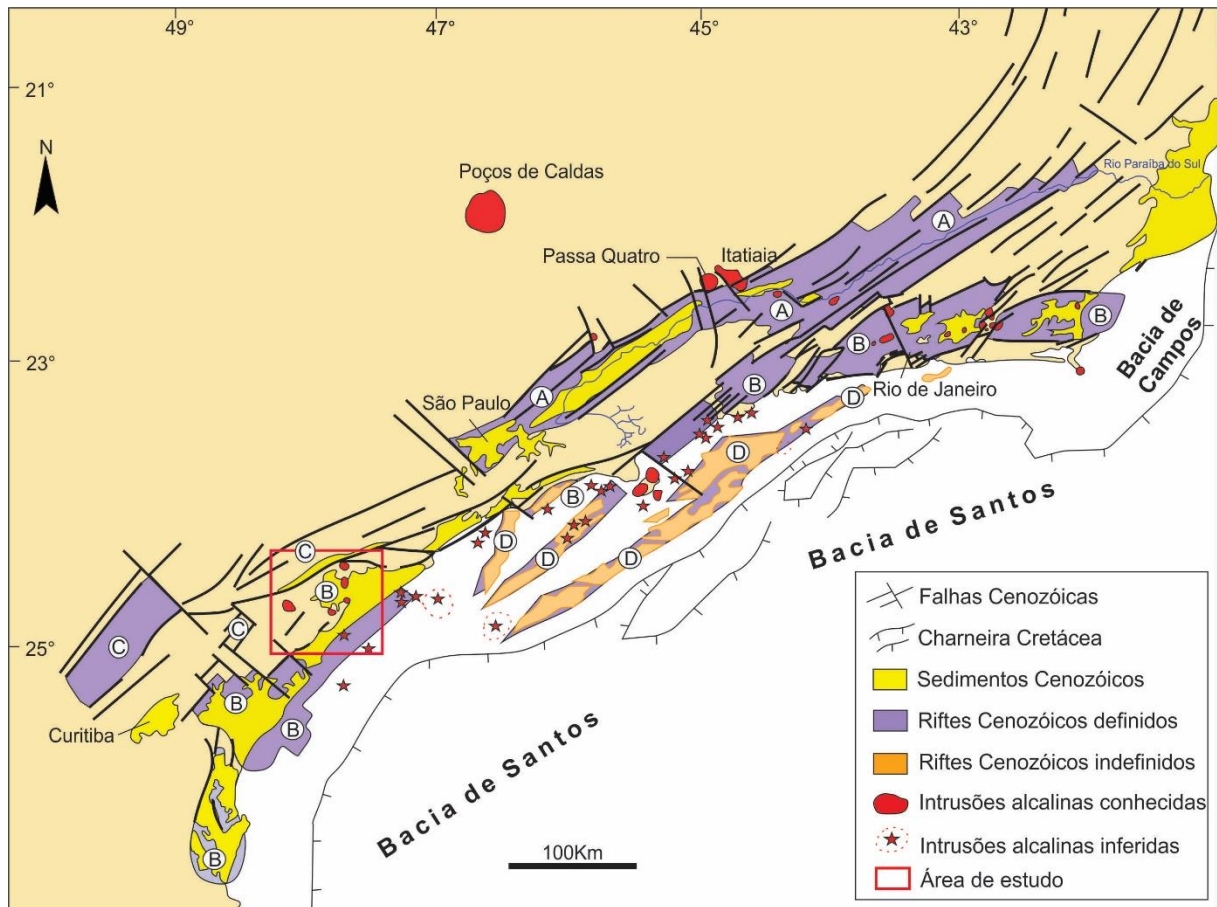 49°
47°
45°
43°
21°
N
Poços de Caldas
Rio Paraíba do Sul
A
Passa Quatro
Itatiaia
A
B
B
23°
B
Rio de Janeiro
Bacia de
Campos
A
São Paulo
D
D
B
D
D
D
Bacia de Santos
C
B
C
C
25°
B
B
Curitiba
B
Bacia de Santos
100Km
Falhas Cenozóicas
Charneira Cretácea
Sedimentos Cenozóicos
Riftes Cenozóicos definidos
Riftes Cenozóicos indefinidos
Intrusões alcalinas conhecidas
Intrusões alcalinas inferidas
Área de estudo